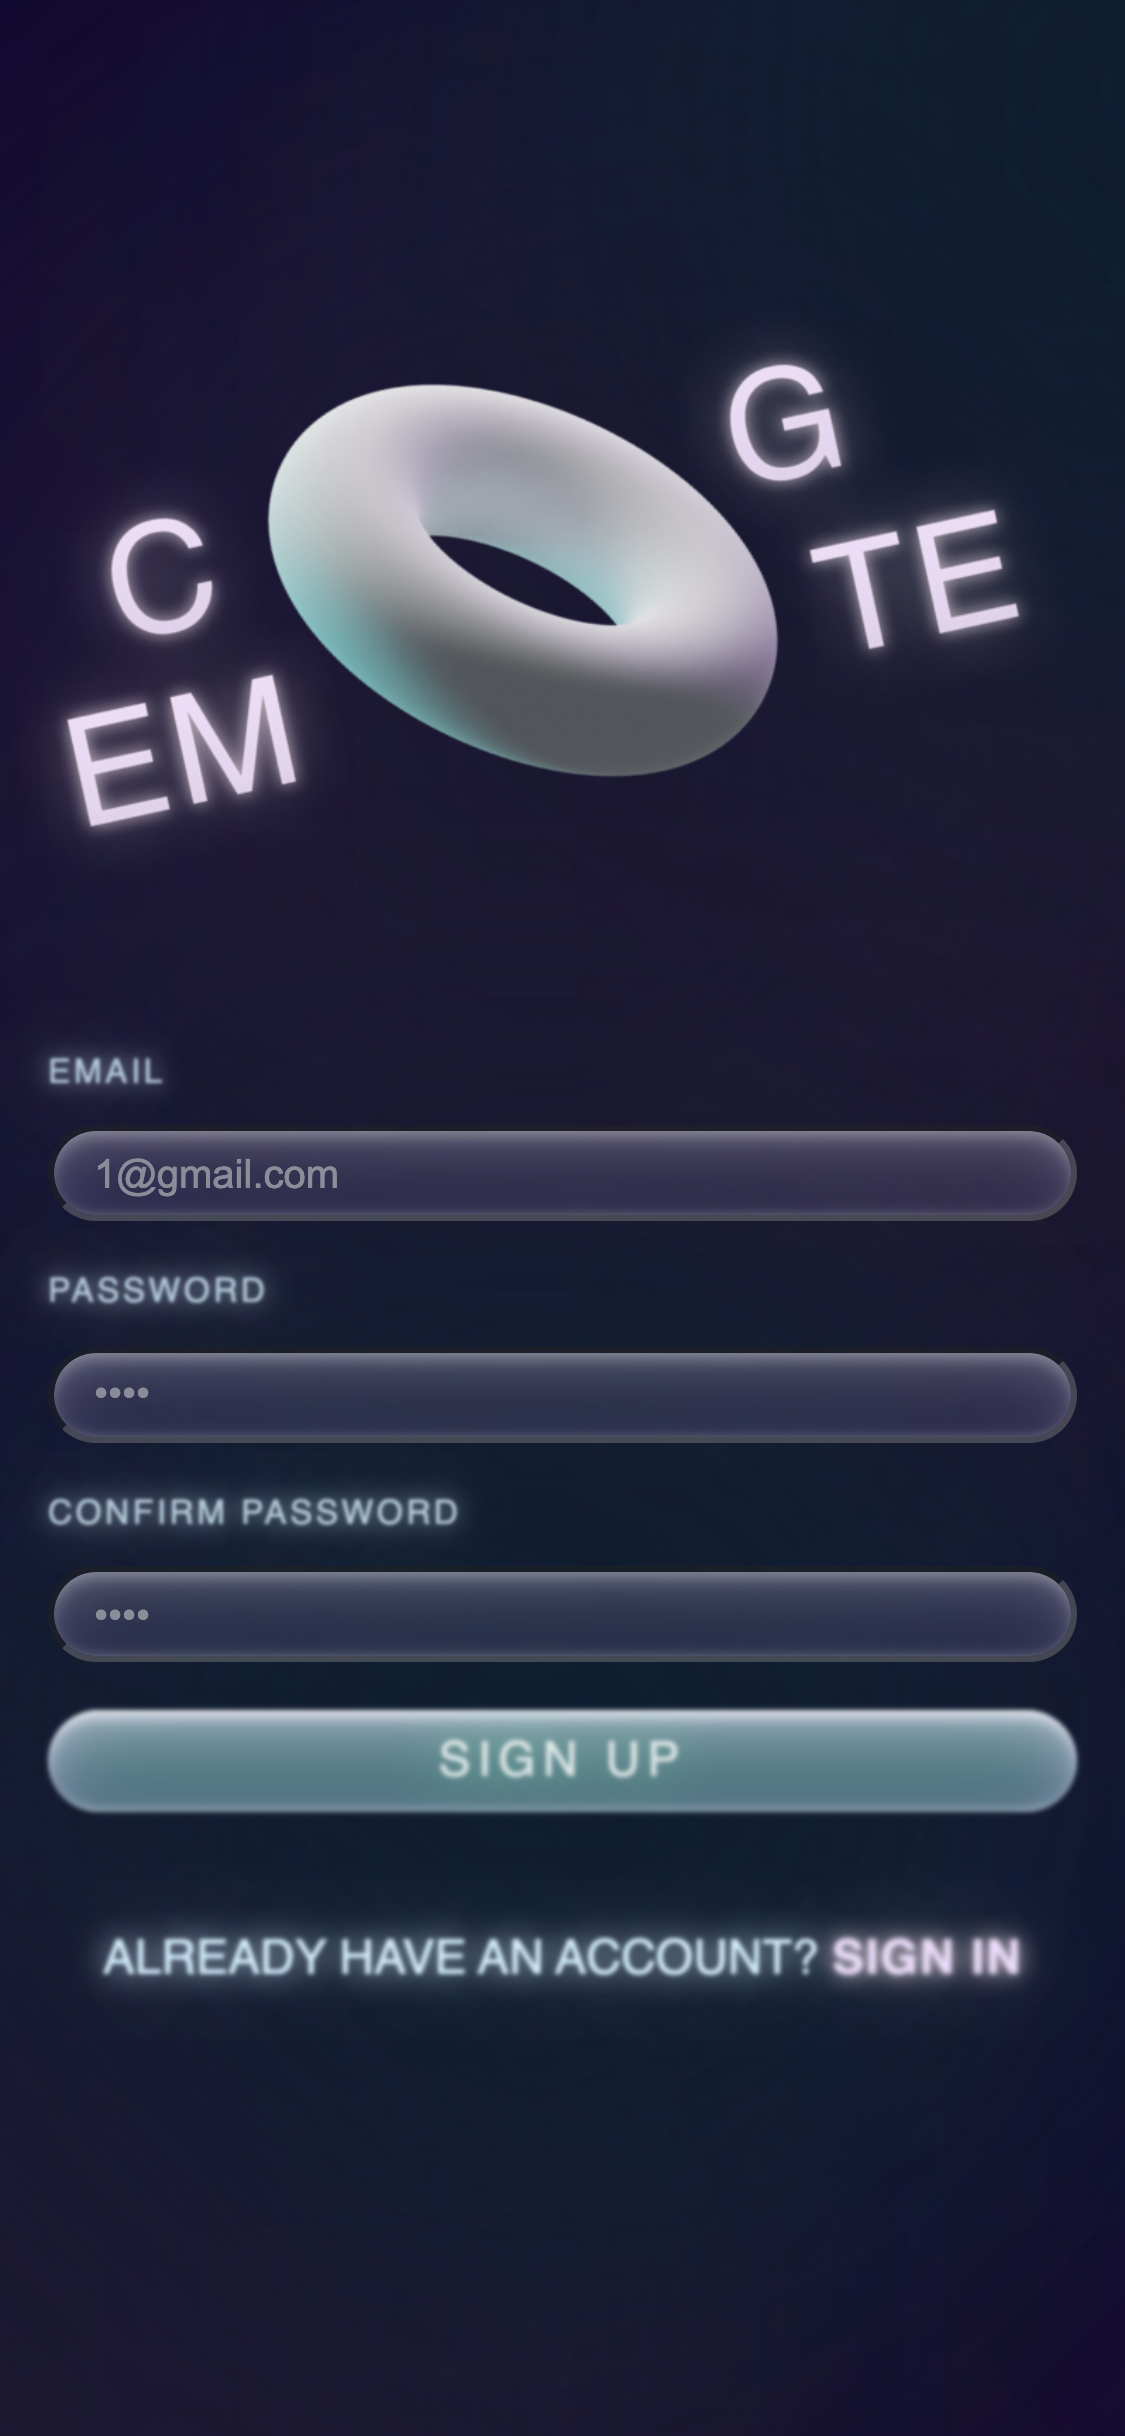 C G
EM TE
EMAIL
1@gmail.com
PASSWORD
••••
CONFIRM PASSWORD
••••
SIGN UP
ALREADY HAVE AN ACCOUNT? SIGN IN